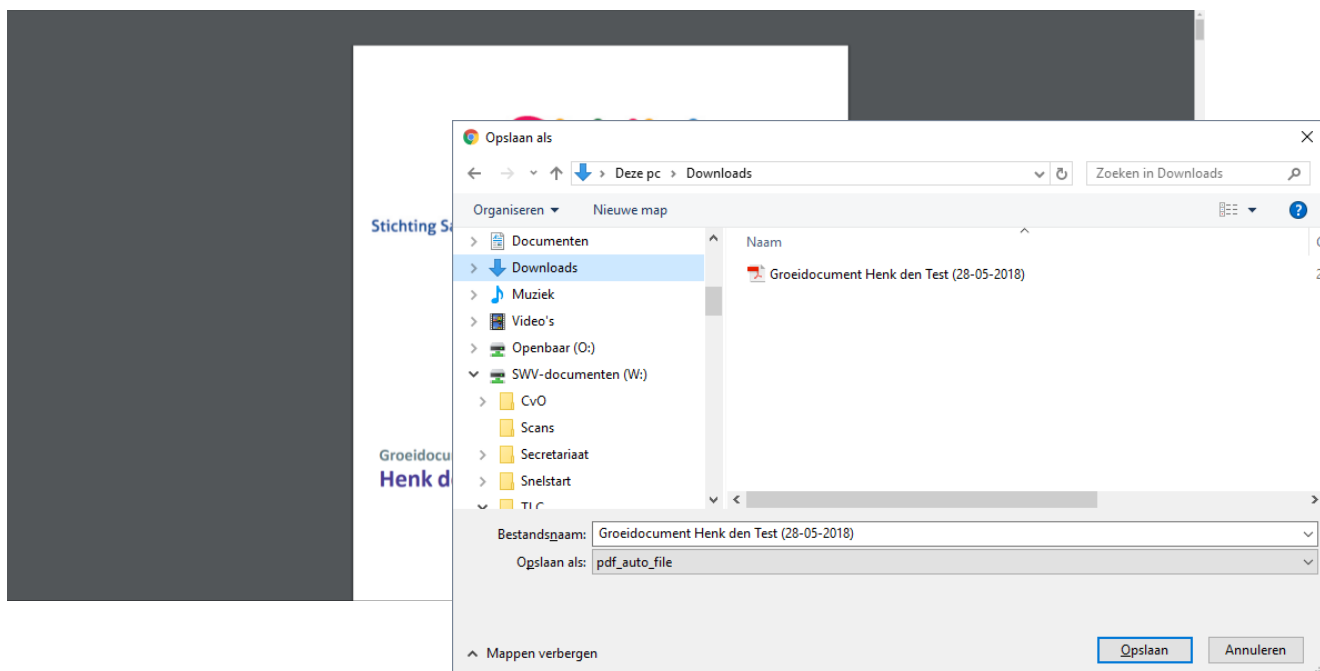 Opslaan als
Deze pc > Downloads
Zoeken in Downloads
Organiseren
Nieuwe map
Stichting
Documenten
Naam
Downloads
Groeidocument Henk den Test (28-05-2018)
Muziek
Video's
Openbaar (O:)
SWV-documenten (W:)
CvO
Scans
Secretariaat
Snelstart
TLC
Henk
Bestandsnaam: Groeidocument Henk den Test (28-05-2018)
Opslaan als: pdf_auto_file
Mappen verbergen
Opslaan
Annuleren